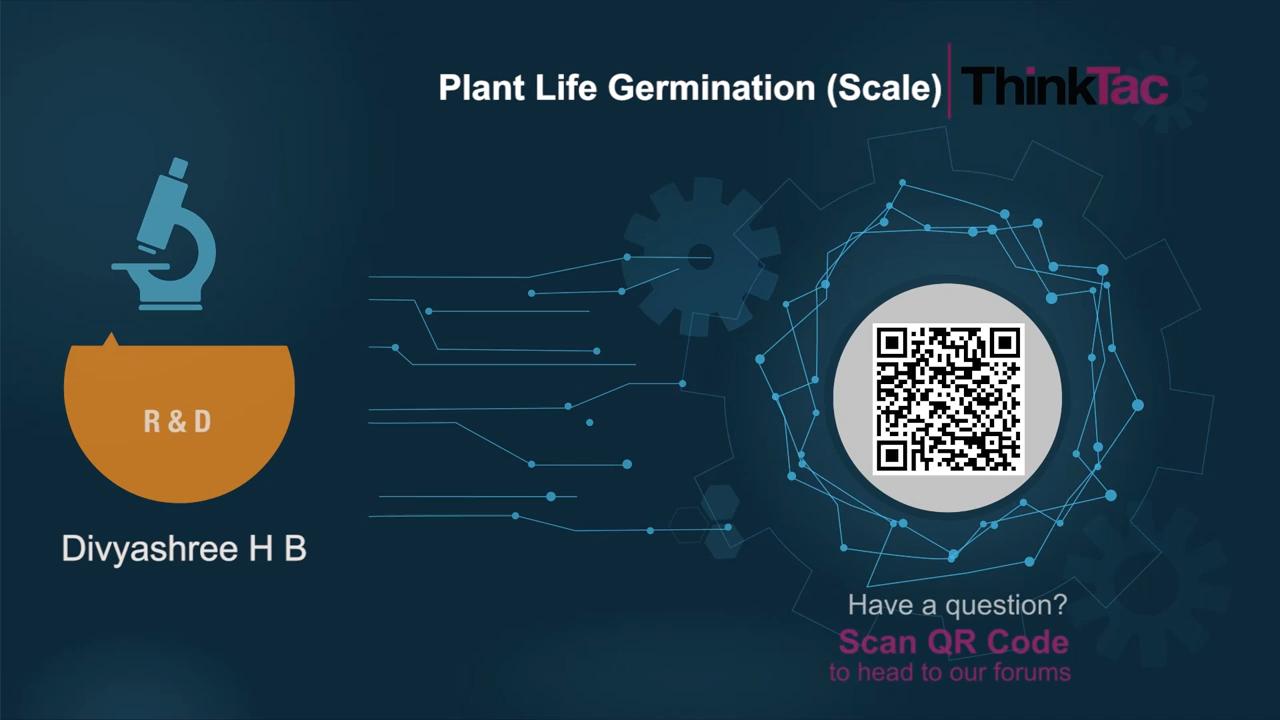 Plant Life Germination (Scale)
ThinkTac
R & D
Divyashree H B
Have a question?
Scan QR Code
to head to our forums